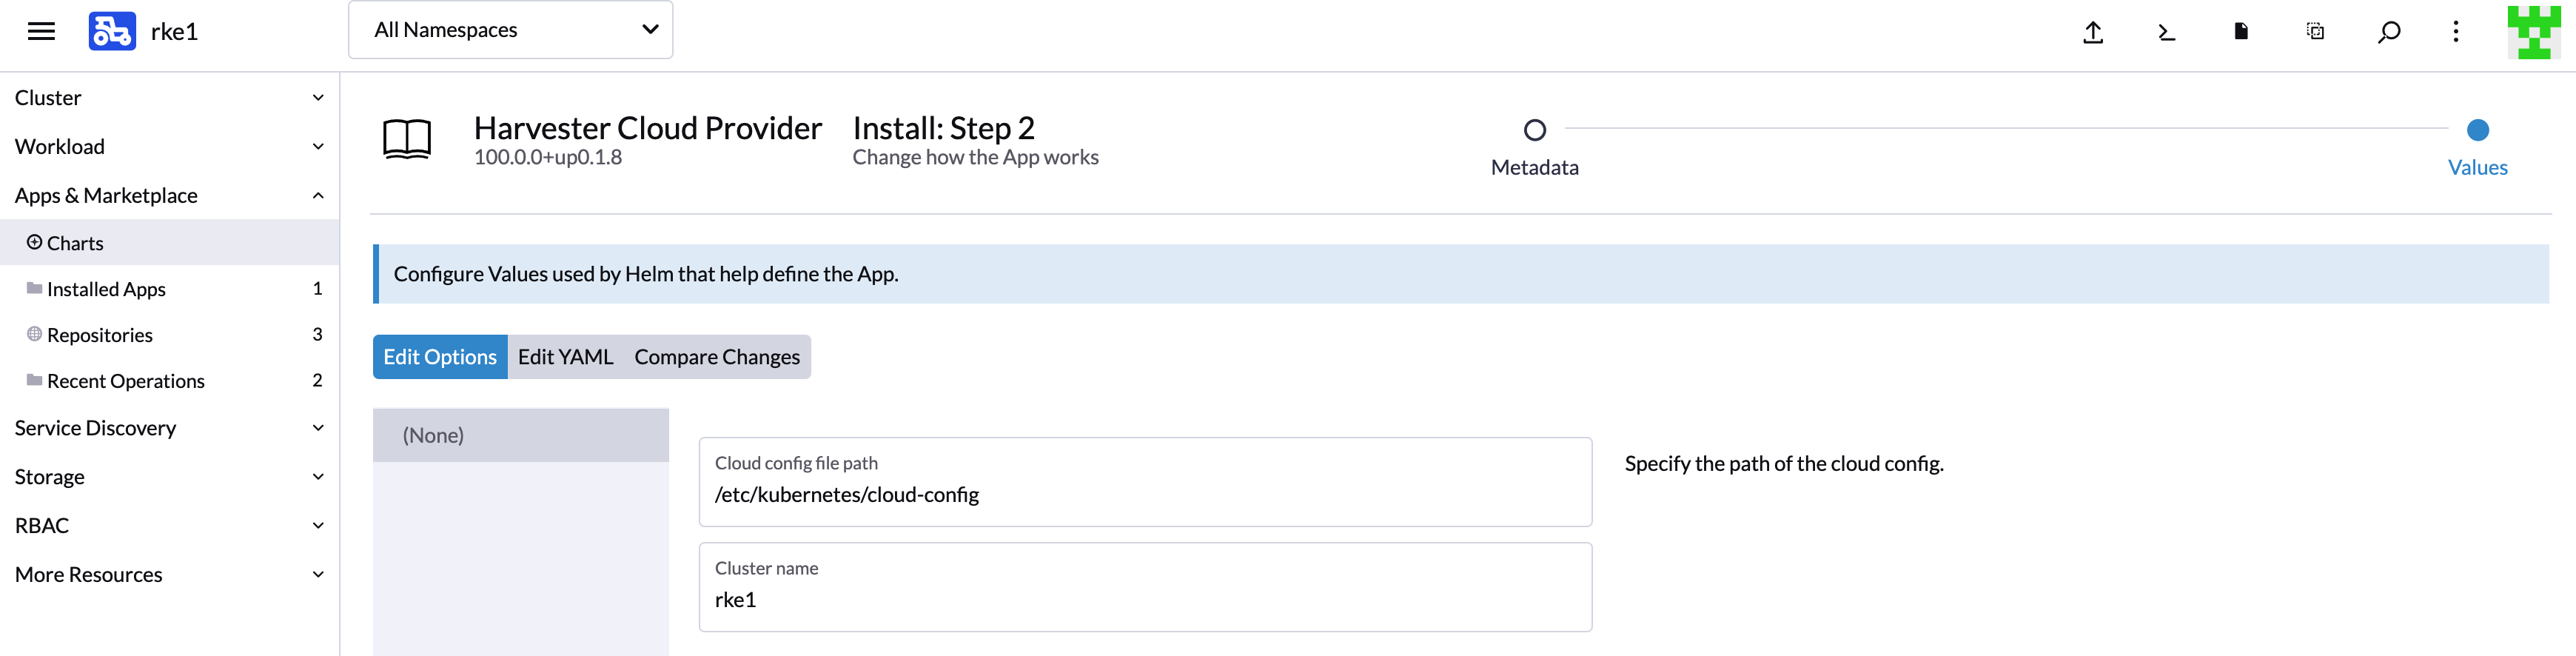 rke1
All Namespaces
Cluster
Workload
Apps & Marketplace
Charts
Installed Apps 1
Repositories 3
Recent Operations 2
Service Discovery
Storage
RBAC
More Resources
Harvester Cloud Provider
100.0.0+up0.1.8
Install: Step 2
Change how the App works
Metadata
Values
Configure Values used by Helm that help define the App.
Edit Options Edit YAML Compare Changes
(None)
Cloud config file path
/etc/kubernetes/cloud-config
Specify the path of the cloud config.
Cluster name
rke1